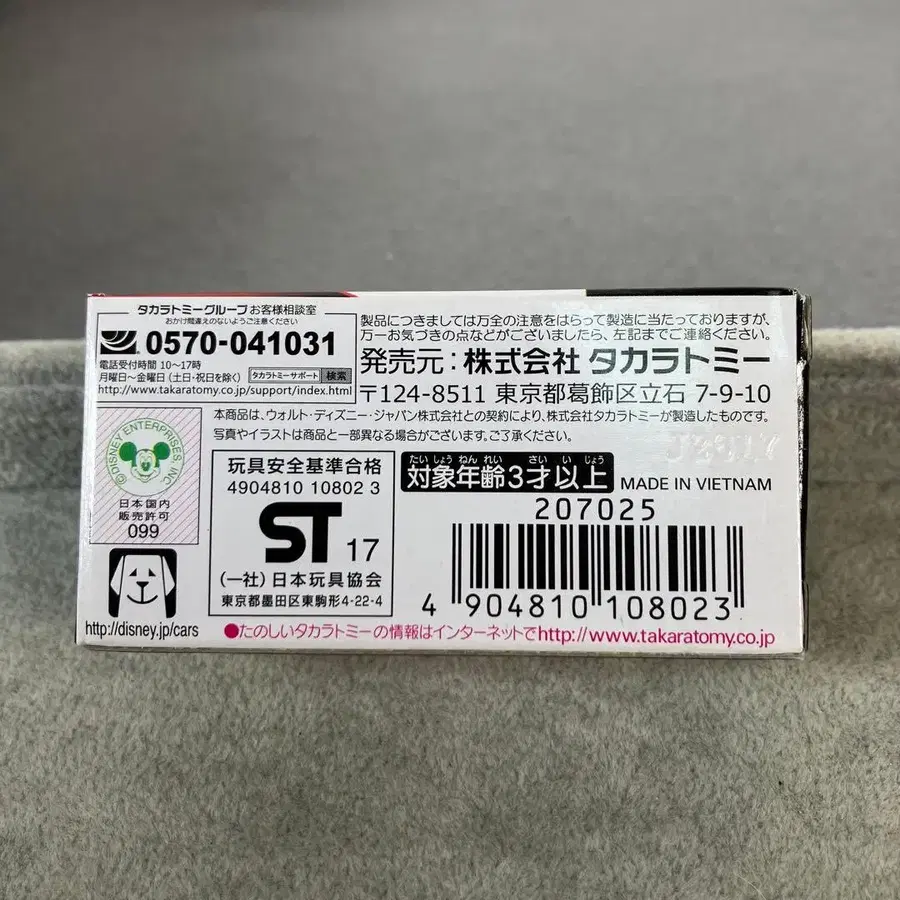 タカラトミーグループ お客様相談室
おかけ間違えのないようご注意ください
0570-041031
電話受付時間 10〜17時
月曜日〜金曜日 (土日・祝日を除く)
タカラトミーサポート 検索
http://www.takaratomy.co.jp/support/index.html
製品につきましては万全の注意をはらって製造に当たっておりますが、
万一お気づきの点などがございましたら、左記までご連絡ください。
発売元：株式会社 タカラトミー
〒124-8511 東京都葛飾区立石 7-9-10
本商品は、ウォルト・ディズニー・ジャパン株式会社との契約により、株式会社タカラトミーが製造したものです。
写真やイラストは商品と一部異なる場合がございます。ご了承ください。
©DISNEY ENTERPRISES INC
日本国内
販売許可
099
http://disney.jp/cars
玩具安全基準合格
4904810 10802 3
ST 17
(一社)日本玩具協会
東京都墨田区東駒形4-22-4
たいしょうねんれい さいいじょう
対象年齢3才以上
MADE IN VIETNAM
207025
4 904810 108023
●たのしいタカラトミーの情報はインターネットでhttp://www.takaratomy.co.jp